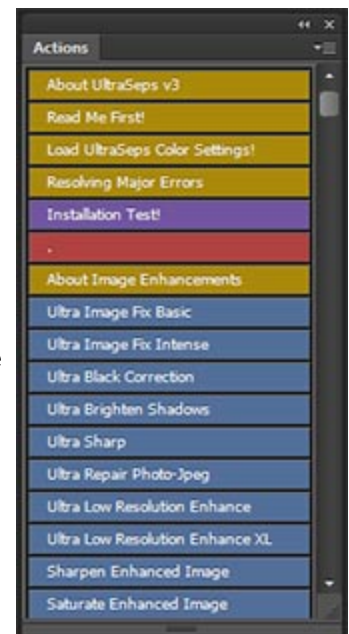 Actions
About UltraSeps v3
Read Me First!
Load UltraSeps Color Settings!
Resolving Major Errors
Installation Test!
.
About Image Enhancements
Ultra Image Fix Basic
Ultra Image Fix Intense
Ultra Black Correction
Ultra Brighten Shadows
Ultra Sharp
Ultra Repair Photo-Jpeg
Ultra Low Resolution Enhance
Ultra Low Resolution Enhance XL
Sharpen Enhanced Image
Saturate Enhanced Image
e